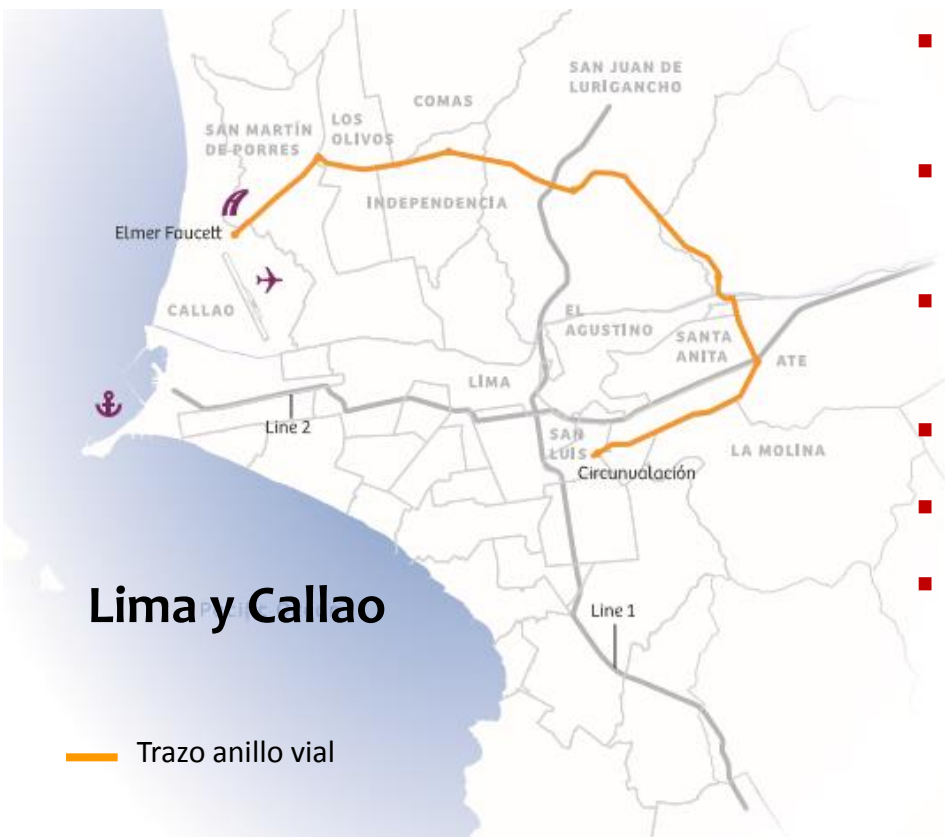 SAN JUAN DE
LURIGANCHO
COMAS
LOS
OLIVOS
SAN MARTÍN
DE PORRES
INDEPENDENCIA
Elmer Faucett
CALLAO
EL
AGUSTINO
SANTA
ANITA
ATE
LIMA
Line 2
SAN
LUIS
LA MOLINA
Circunvalación
Lima y Callao
Line 1
Trazo anillo vial